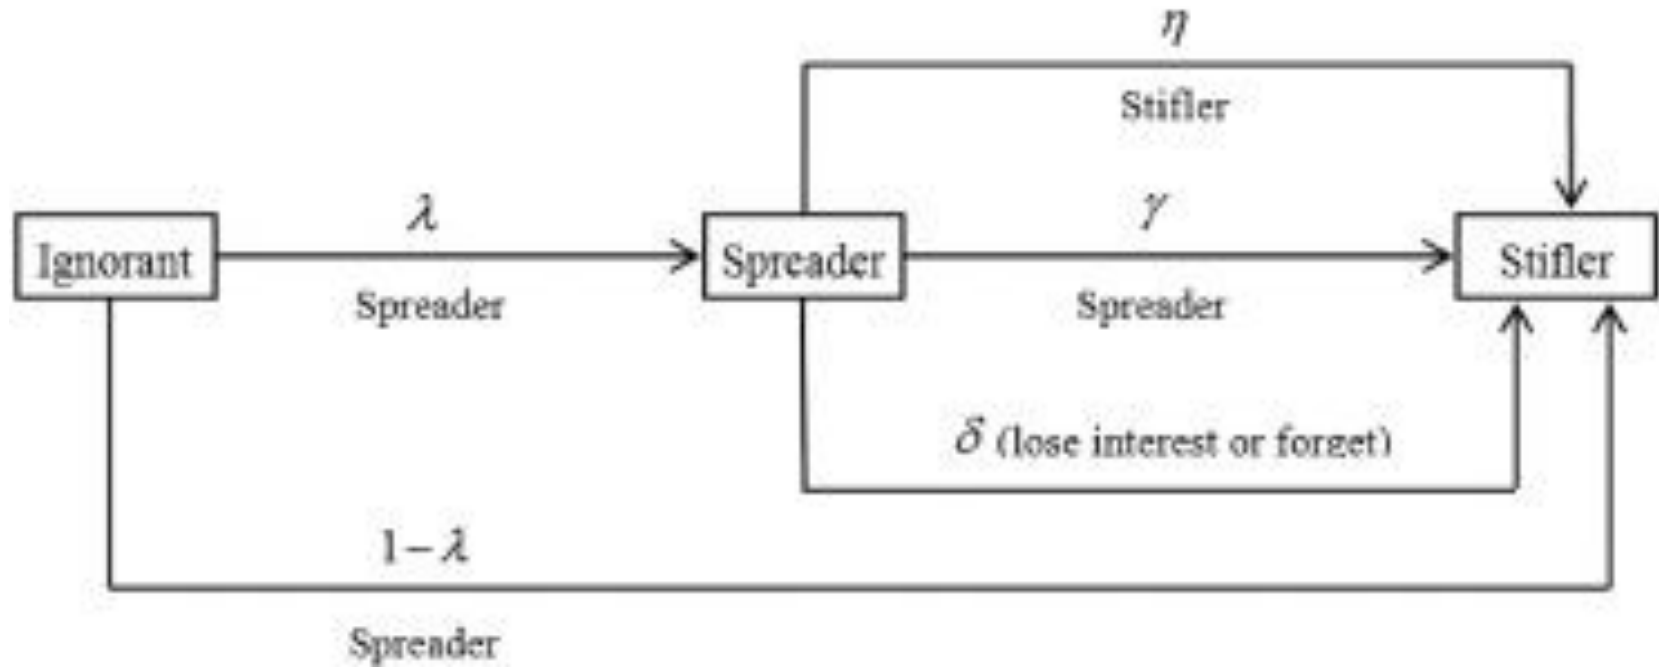 η
Stifler
λ
γ
Ignorant
Spreader
Stifler
Spreader
Spreader
δ (lose interest or forget)
1-λ
Spreader